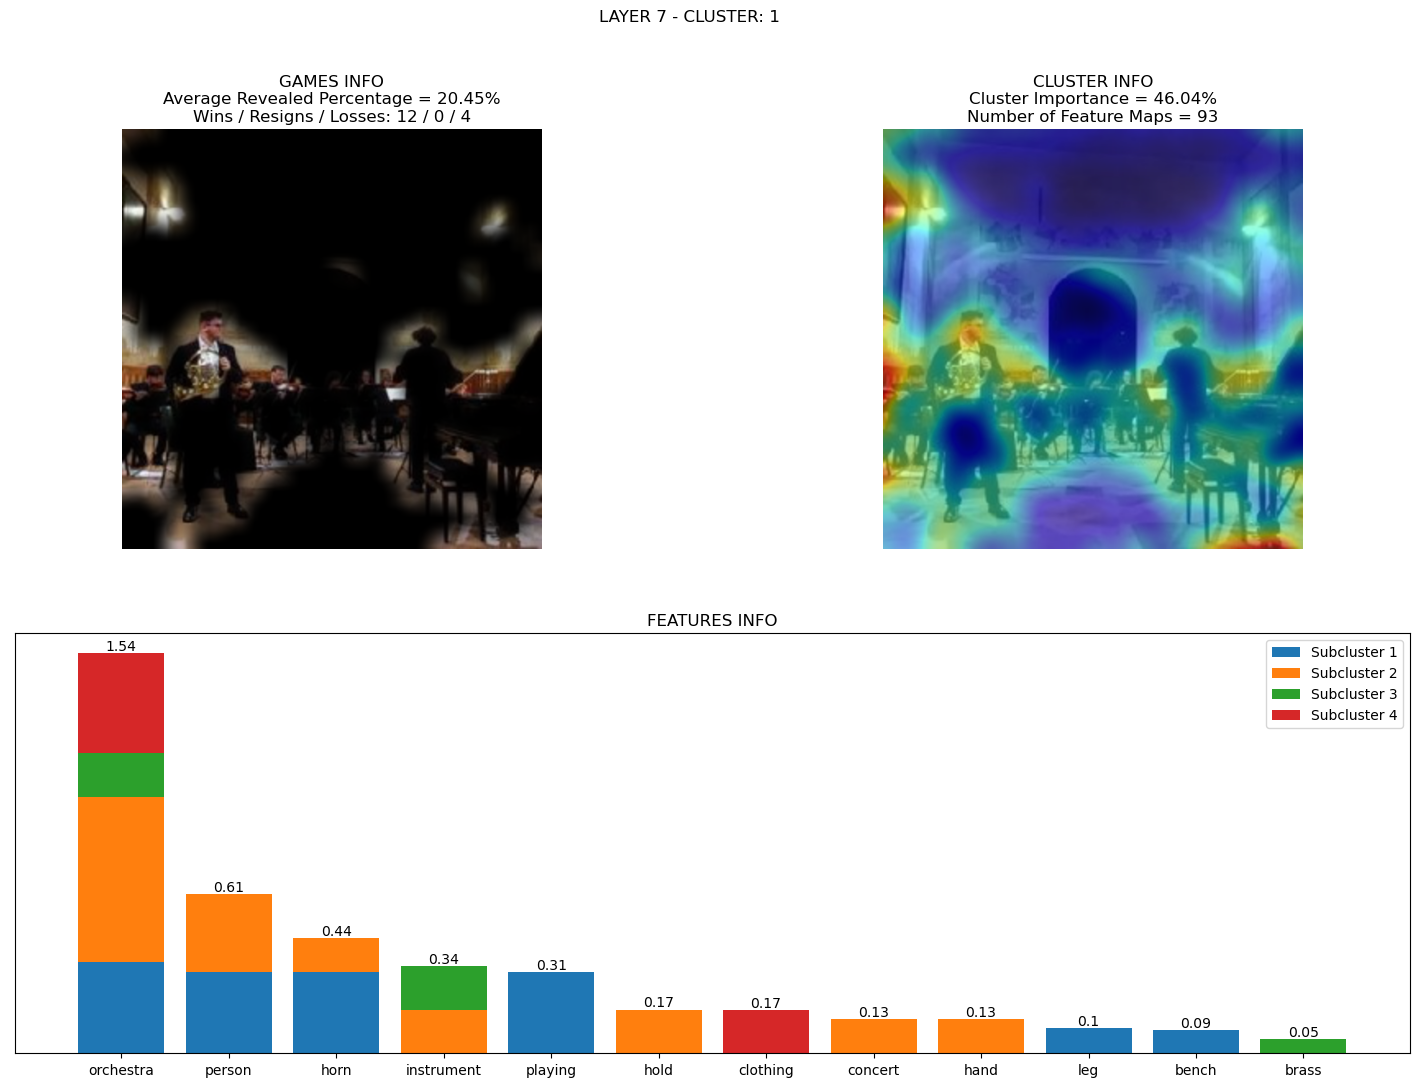 LAYER 7 - CLUSTER: 1
GAMES INFO
Average Revealed Percentage = 20.45%
Wins / Resigns / Losses: 12 / 0 / 4
CLUSTER INFO
Cluster Importance = 46.04%
Number of Feature Maps = 93
FEATURES INFO
1.54
0.61
0.44
0.34
0.31
0.17
0.17
0.13
0.13
0.1
0.09
0.05
Subcluster 1
Subcluster 2
Subcluster 3
Subcluster 4
orchestra person horn instrument playing hold clothing concert hand leg bench brass